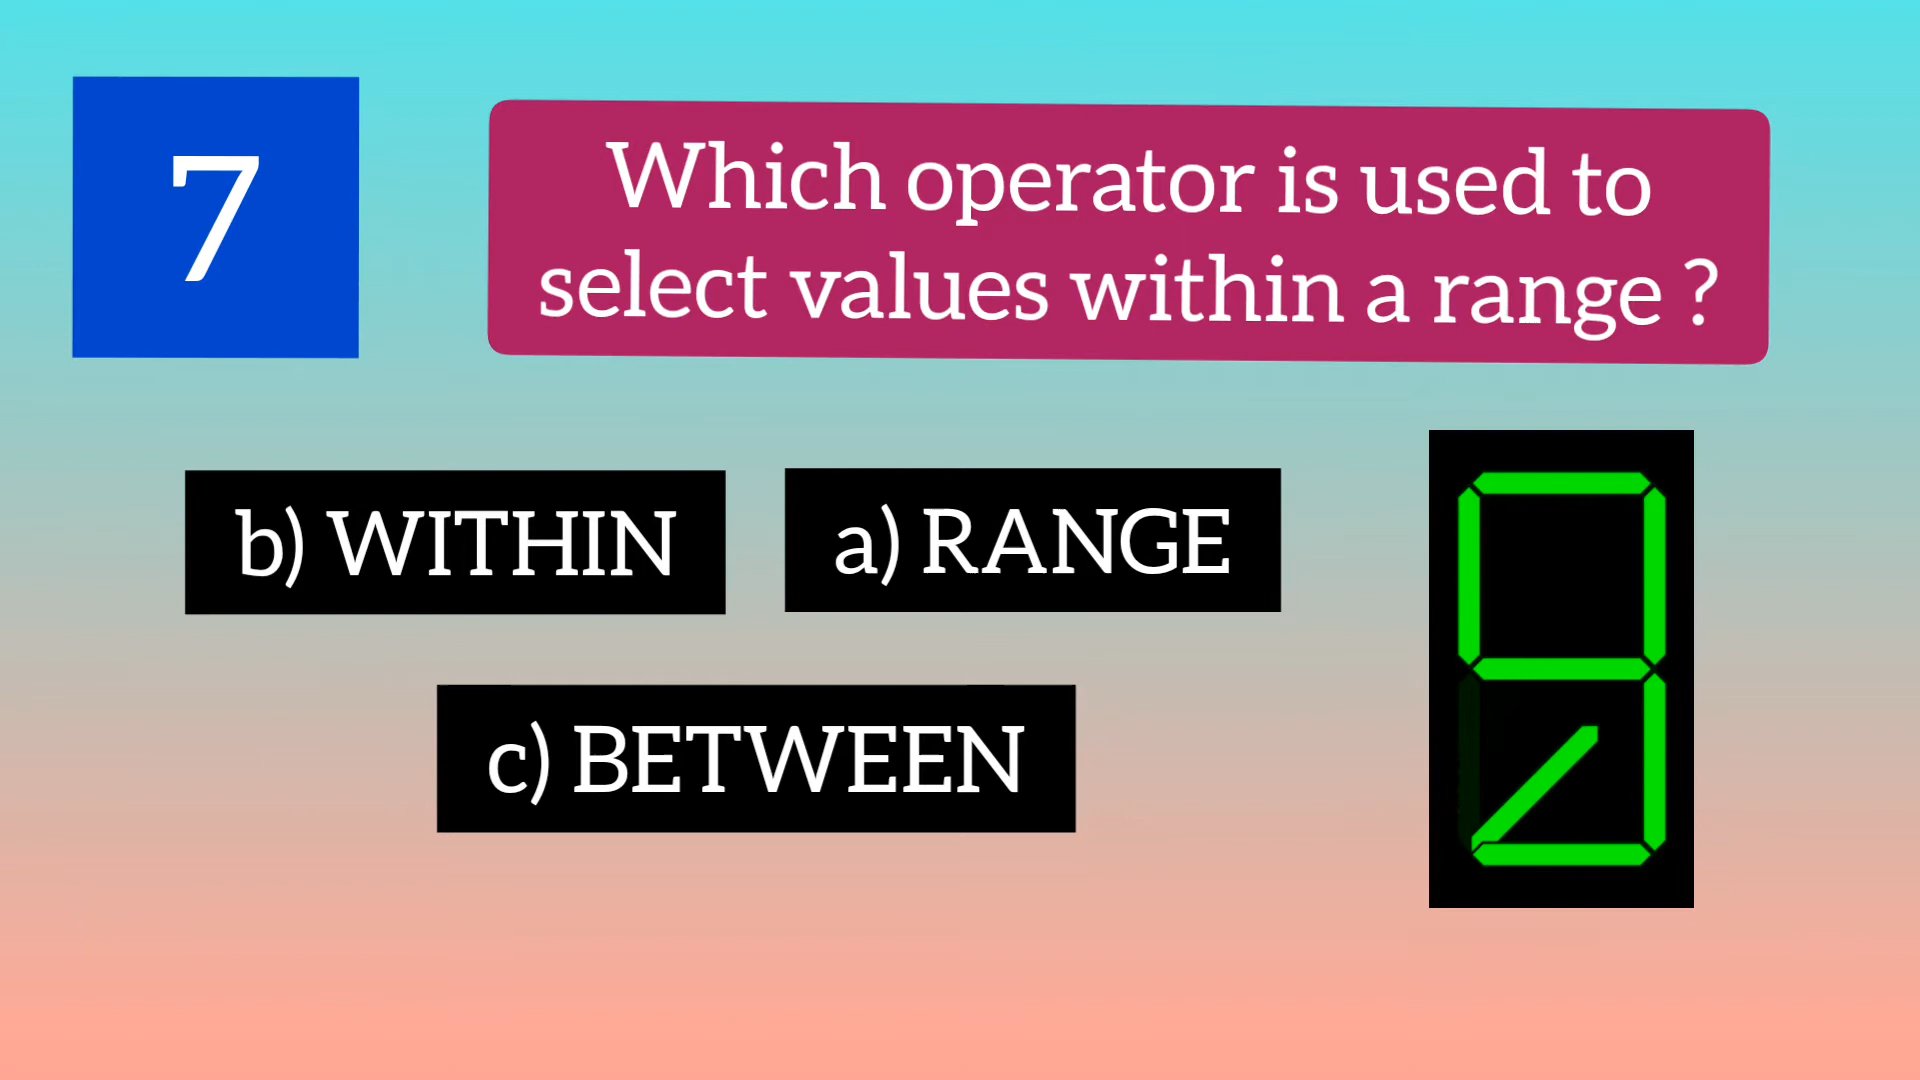 7
Which operator is used to
select values within a range ?
b) WITHIN
a) RANGE
c) BETWEEN